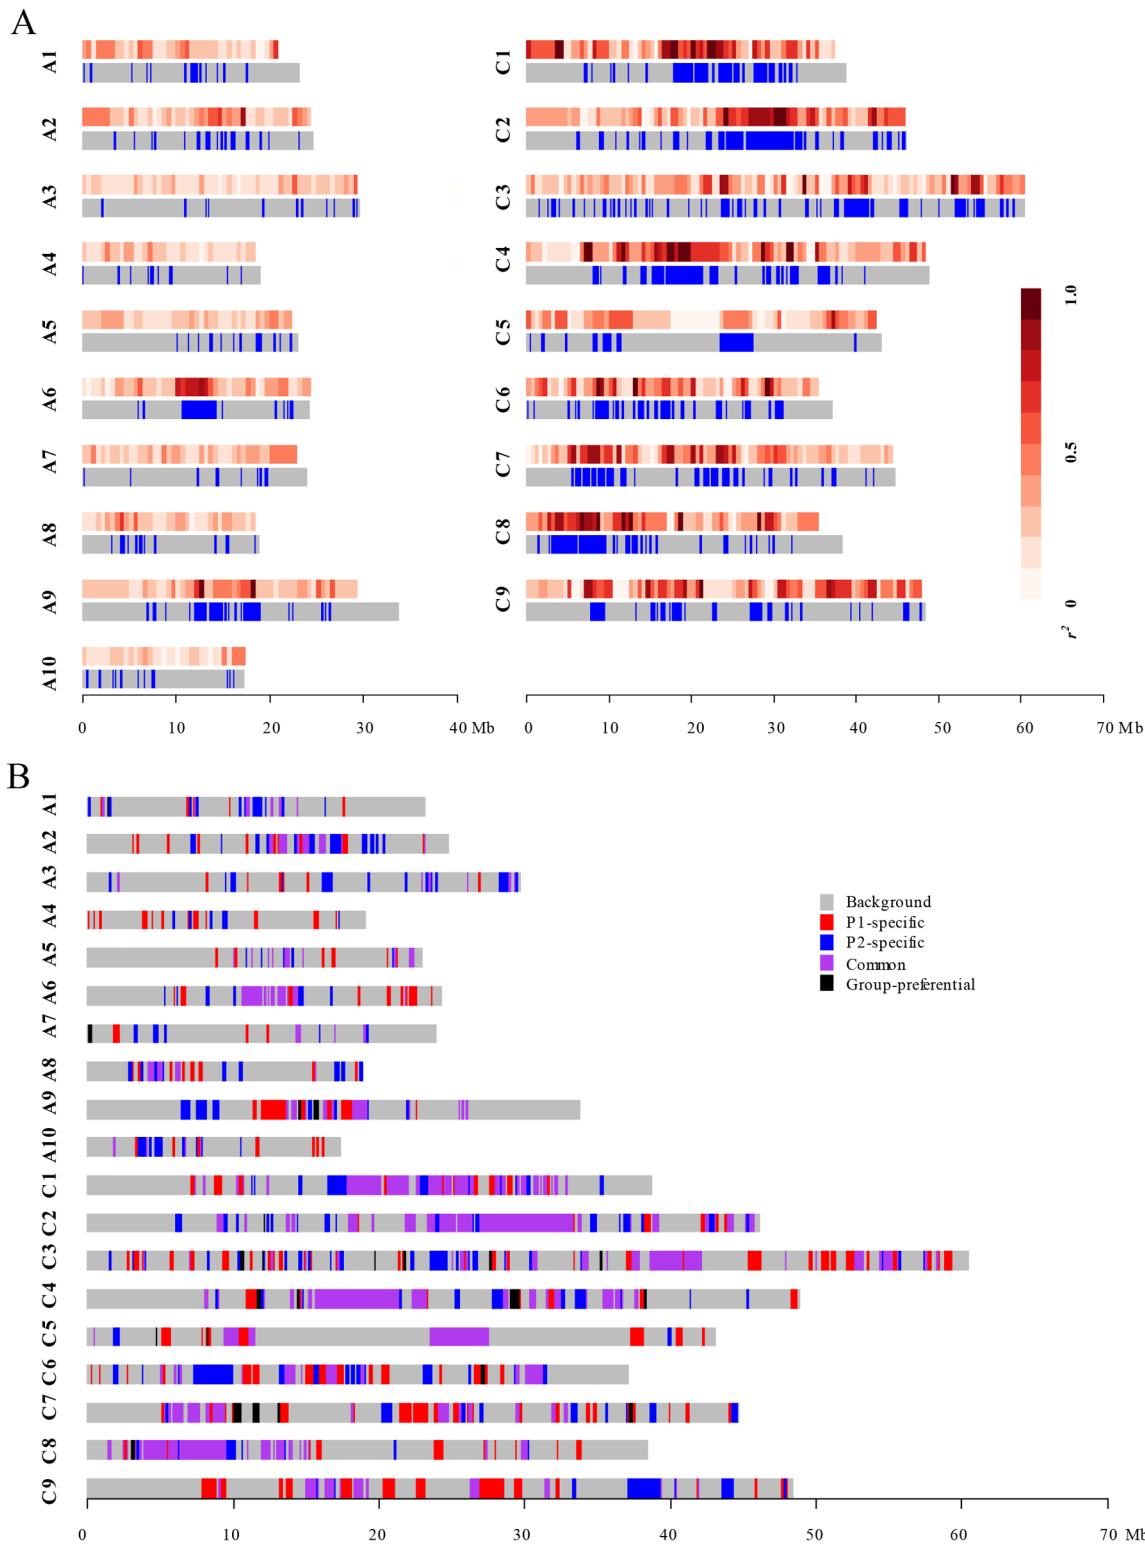 A
A1
C1
A2
C2
A3
C3
A4
C4
A5
C5
A6
C6
A7
C7
A8
C8
A9
C9
A10
1.0
0.5
0
r²
0 10 20 30 40 Mb
0 10 20 30 40 50 60 70 Mb
B
A1
A2
A3
A4
A5
A6
A7
A8
A9
A10
C1
C2
C3
C4
C5
C6
C7
C8
C9
Background
P1-specific
P2-specific
Common
Group-preferential
0 10 20 30 40 50 60 70 Mb